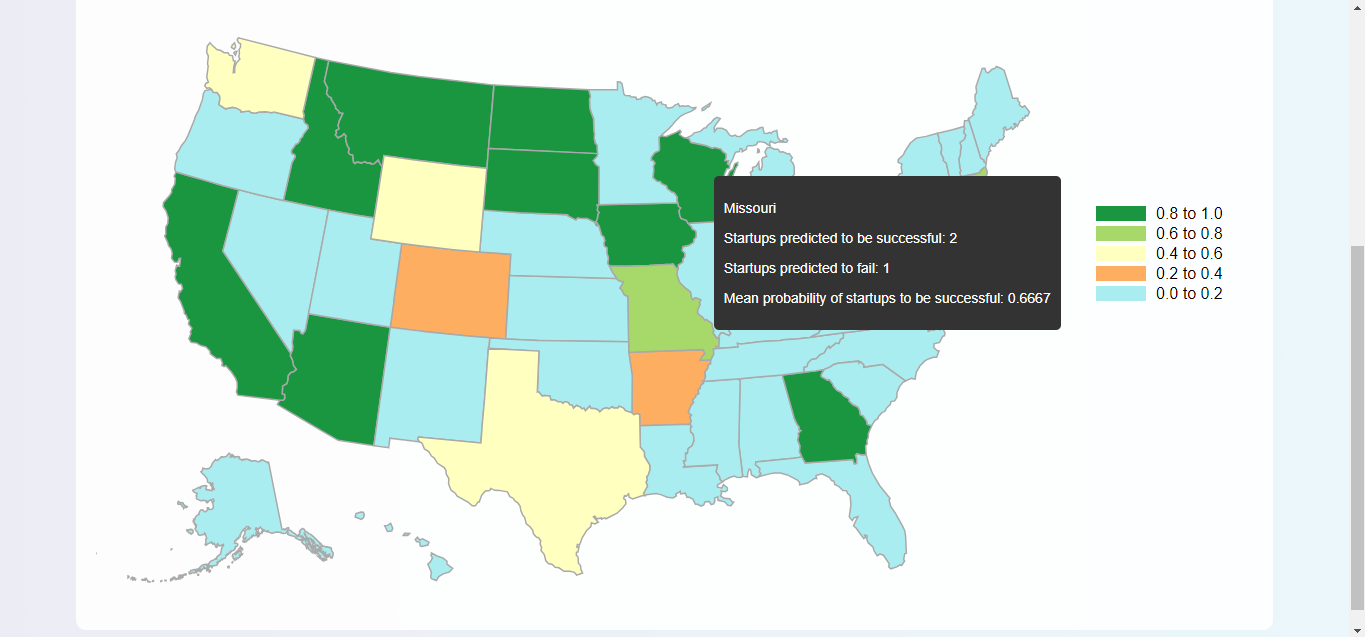 Missouri
Startups predicted to be successful: 2
Startups predicted to fail: 1
Mean probability of startups to be successful: 0.6667
0.8 to 1.0
0.6 to 0.8
0.4 to 0.6
0.2 to 0.4
0.0 to 0.2